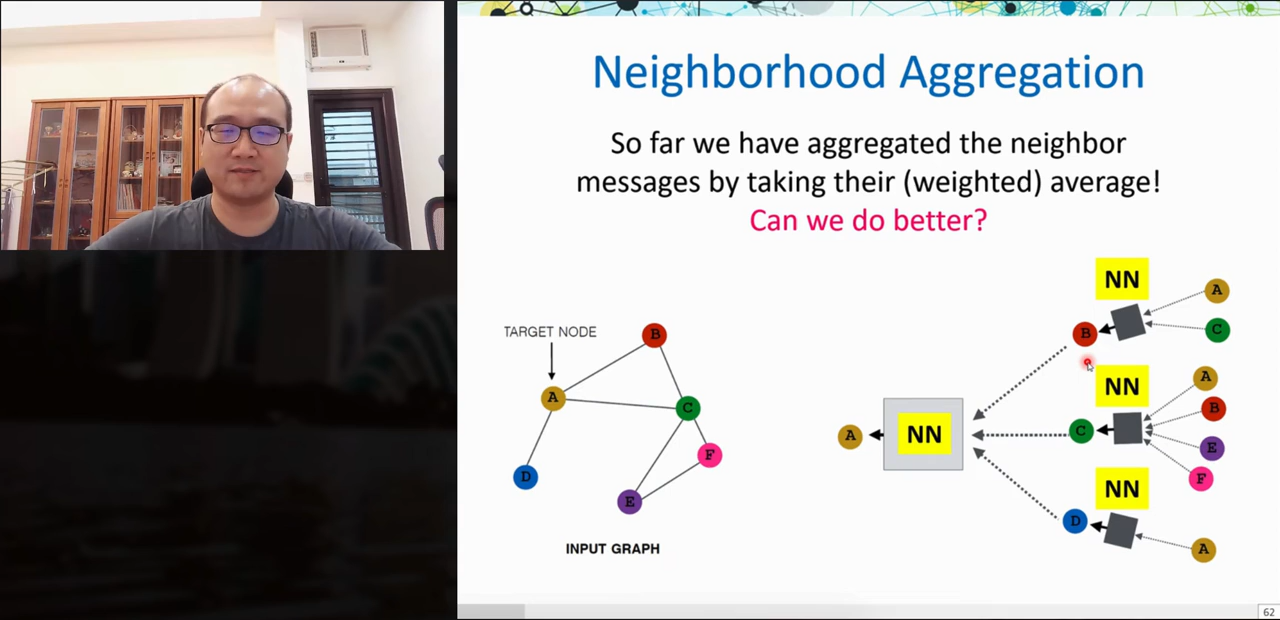 Neighborhood Aggregation
So far we have aggregated the neighbor
messages by taking their (weighted) average!
Can we do better?
TARGET NODE
B
A
C
F
D
E
INPUT GRAPH
NN
A
B
C
NN
A
B
C
E
F
A
NN
NN
D
A
62